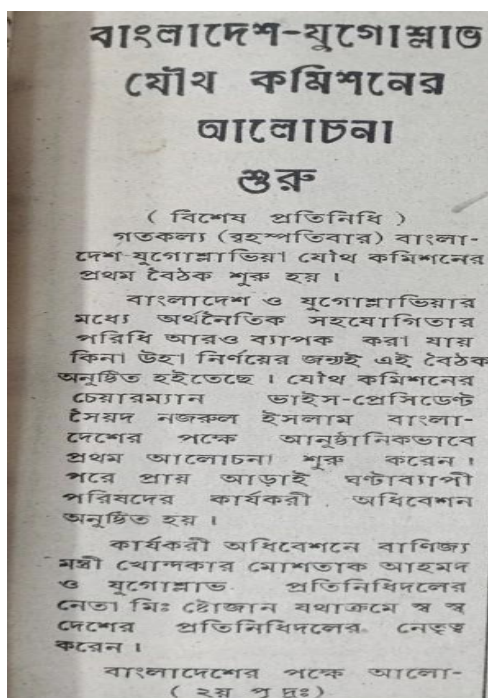 বাংলাদেশ-যুগোশ্লাভ
যৌথ কমিশনের
আলোচনা
শুরু
( বিশেষ প্রতিনিধি )
গতকল্য (বৃহস্পতিবার) বাংলা-
দেশ-যুগোশ্লাভিয়া যৌথ কমিশনের
প্রথম বৈঠক শুরু হয় ।
বাংলাদেশ ও যুগোশ্লাভিয়ার
মধ্যে অর্থনৈতিক সহযোগিতার
পরিধি আরও ব্যাপক করা যায়
কিনা উহা নির্ণয়ের জন্যই এই বৈঠক
অনুষ্ঠিত হইতেছে । যৌথ কমিশনের
চেয়ারম্যান ভাইস-প্রেসিডেন্ট
সৈয়দ নজরুল ইসলাম বাংলা-
দেশের পক্ষে আনুষ্ঠানিকভাবে
প্রথম আলোচনা শুরু করেন ।
পরে প্রায় আড়াই ঘণ্টাব্যাপী
পরিষদের কার্যকরী অধিবেশন
অনুষ্ঠিত হয় ।
কার্যকরী অধিবেশনে বাণিজ্য
মন্ত্রী খোন্দকার মোশতাক আহমদ
ও যুগোশ্লাভ প্রতিনিধিদলের
নেতা মিঃ স্টোজান যথাক্রমে স্ব স্ব
দেশের প্রতিনিধিদলের নেতৃত্ব
করেন ।
বাংলাদেশের পক্ষে আলো-
( ২য় পৃ দ্রঃ )